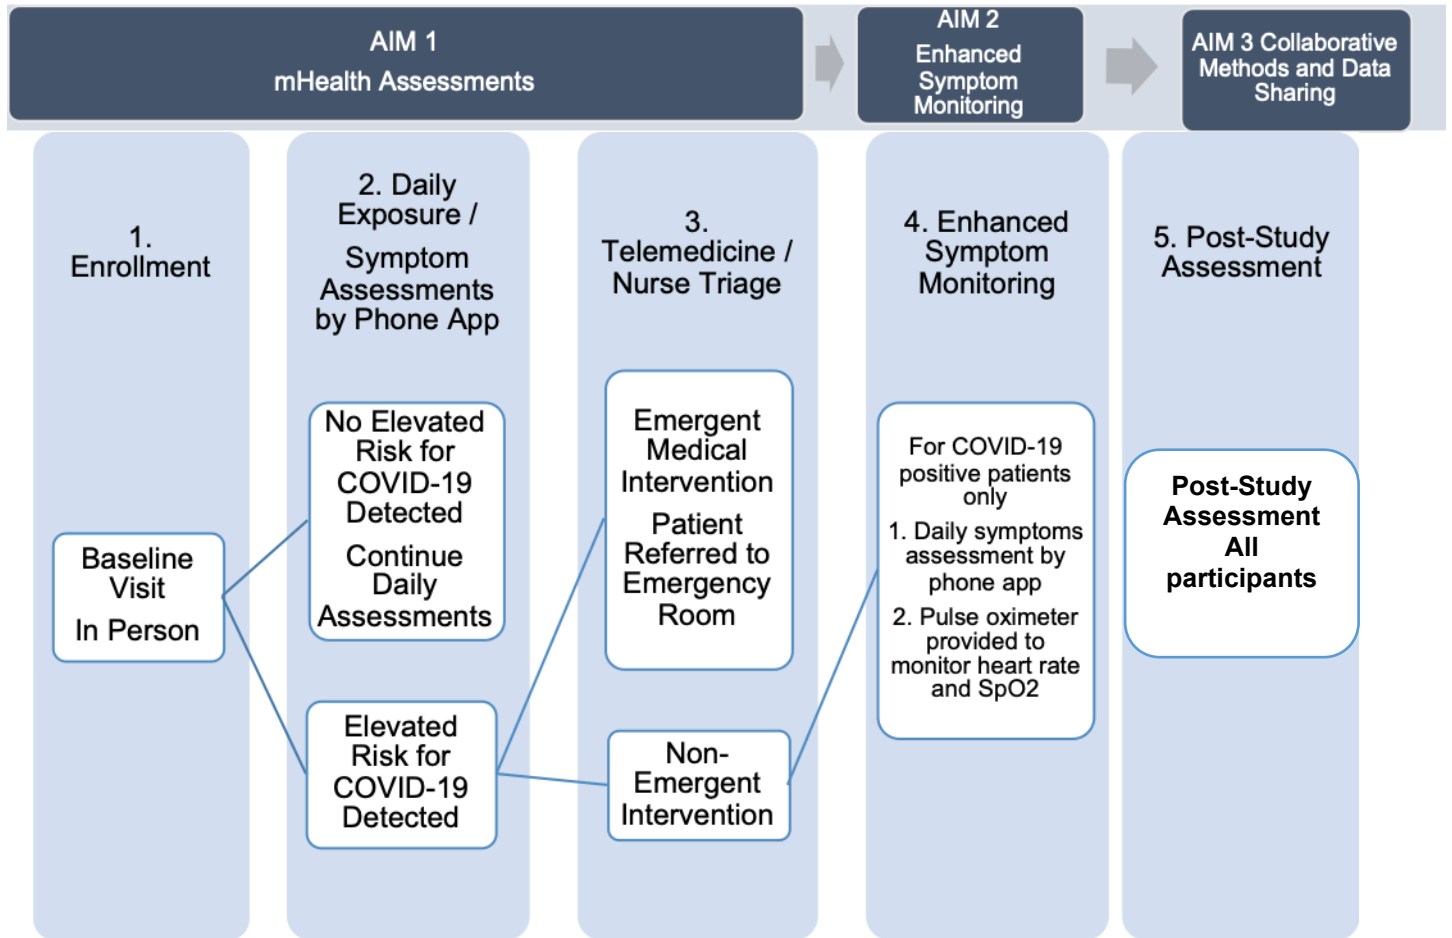 AIM 1
mHealth Assessments
AIM 2
Enhanced
Symptom
Monitoring
AIM 3 Collaborative
Methods and Data
Sharing
1.
Enrollment
Baseline
Visit
In Person
2. Daily
Exposure /
Symptom
Assessments
by Phone App
No Elevated
Risk for
COVID-19
Detected
Continue
Daily
Assessments
Elevated
Risk for
COVID-19
Detected
3.
Telemedicine /
Nurse Triage
Emergent
Medical
Intervention
Patient
Referred to
Emergency
Room
Non-
Emergent
Intervention
4. Enhanced
Symptom
Monitoring
For COVID-19
positive patients
only
1. Daily symptoms
assessment by
phone app
2. Pulse oximeter
provided to
monitor heart rate
and SpO2
5. Post-Study
Assessment
Post-Study
Assessment
All
participants